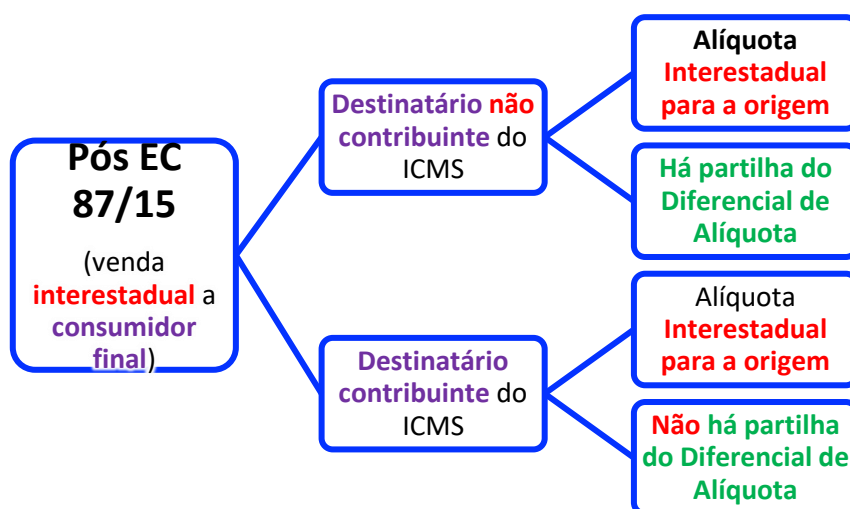 Pós EC
87/15
(venda
interestadual a
consumidor
final)
Destinatário não
contribuinte do
ICMS
Alíquota
Interestadual
para a origem
Há partilha do
Diferencial de
Alíquota
Destinatário
contribuinte do
ICMS
Alíquota
Interestadual
para a origem
Não há partilha
do Diferencial de
Alíquota